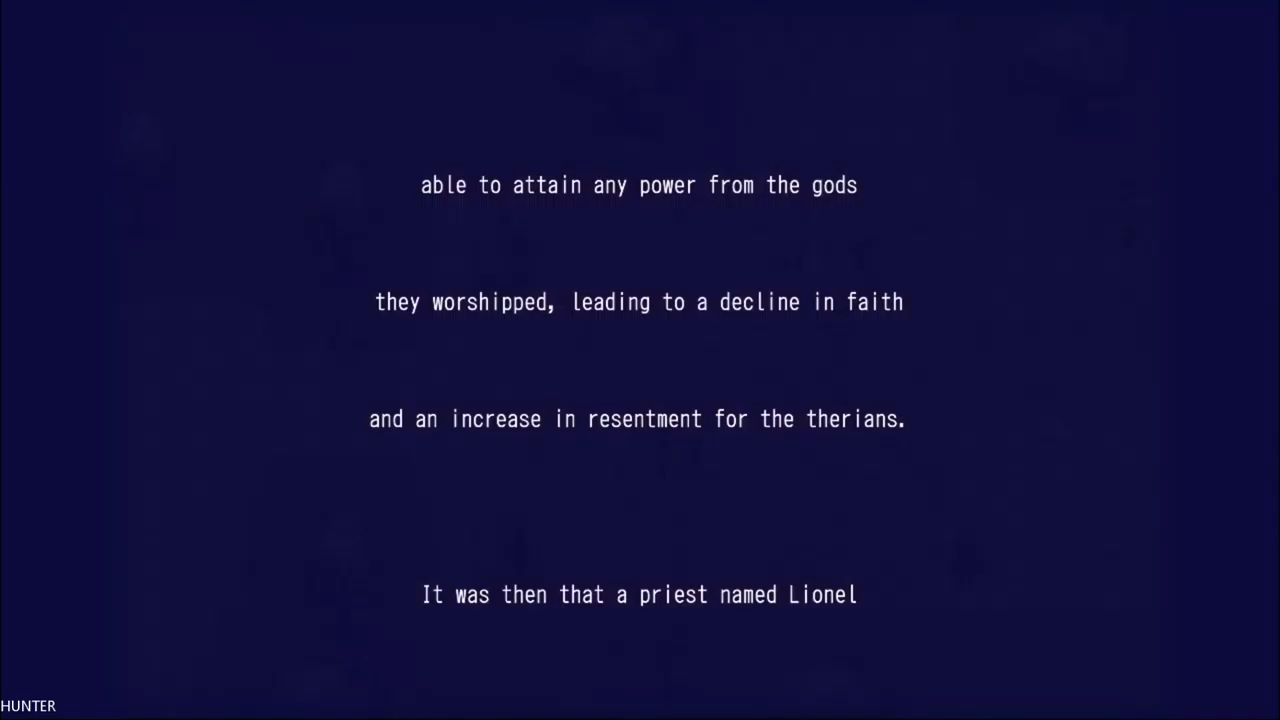 able to attain any power from the gods
they worshipped, leading to a decline in faith
and an increase in resentment for the therians.
It was then that a priest named Lionel
HUNTER